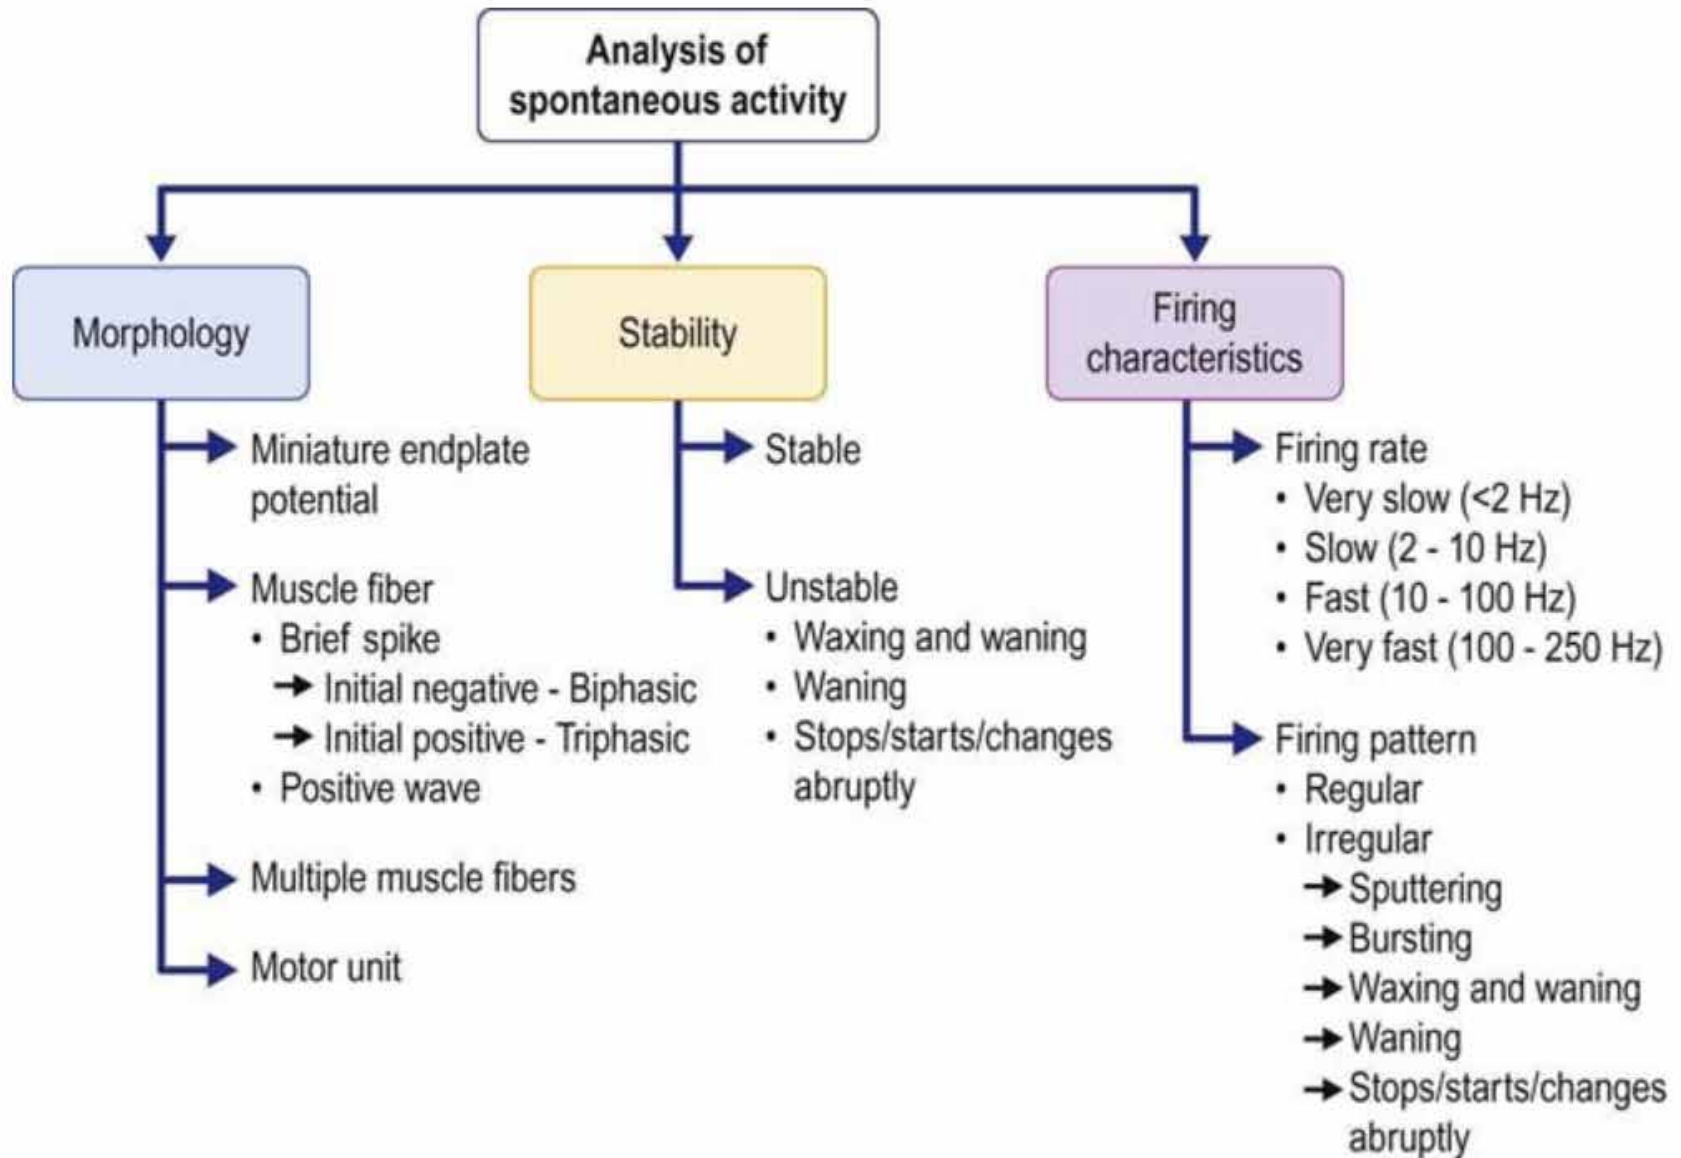 Analysis of
spontaneous activity
Morphology
Miniature endplate
potential
Muscle fiber
• Brief spike
→ Initial negative - Biphasic
→ Initial positive - Triphasic
• Positive wave
Multiple muscle fibers
Motor unit
Stability
Stable
Unstable
• Waxing and waning
• Waning
• Stops/starts/changes
abruptly
Firing
characteristics
Firing rate
• Very slow (<2 Hz)
• Slow (2 - 10 Hz)
• Fast (10 - 100 Hz)
• Very fast (100 - 250 Hz)
Firing pattern
• Regular
• Irregular
→ Sputtering
→ Bursting
→ Waxing and waning
→ Waning
→ Stops/starts/changes
abruptly